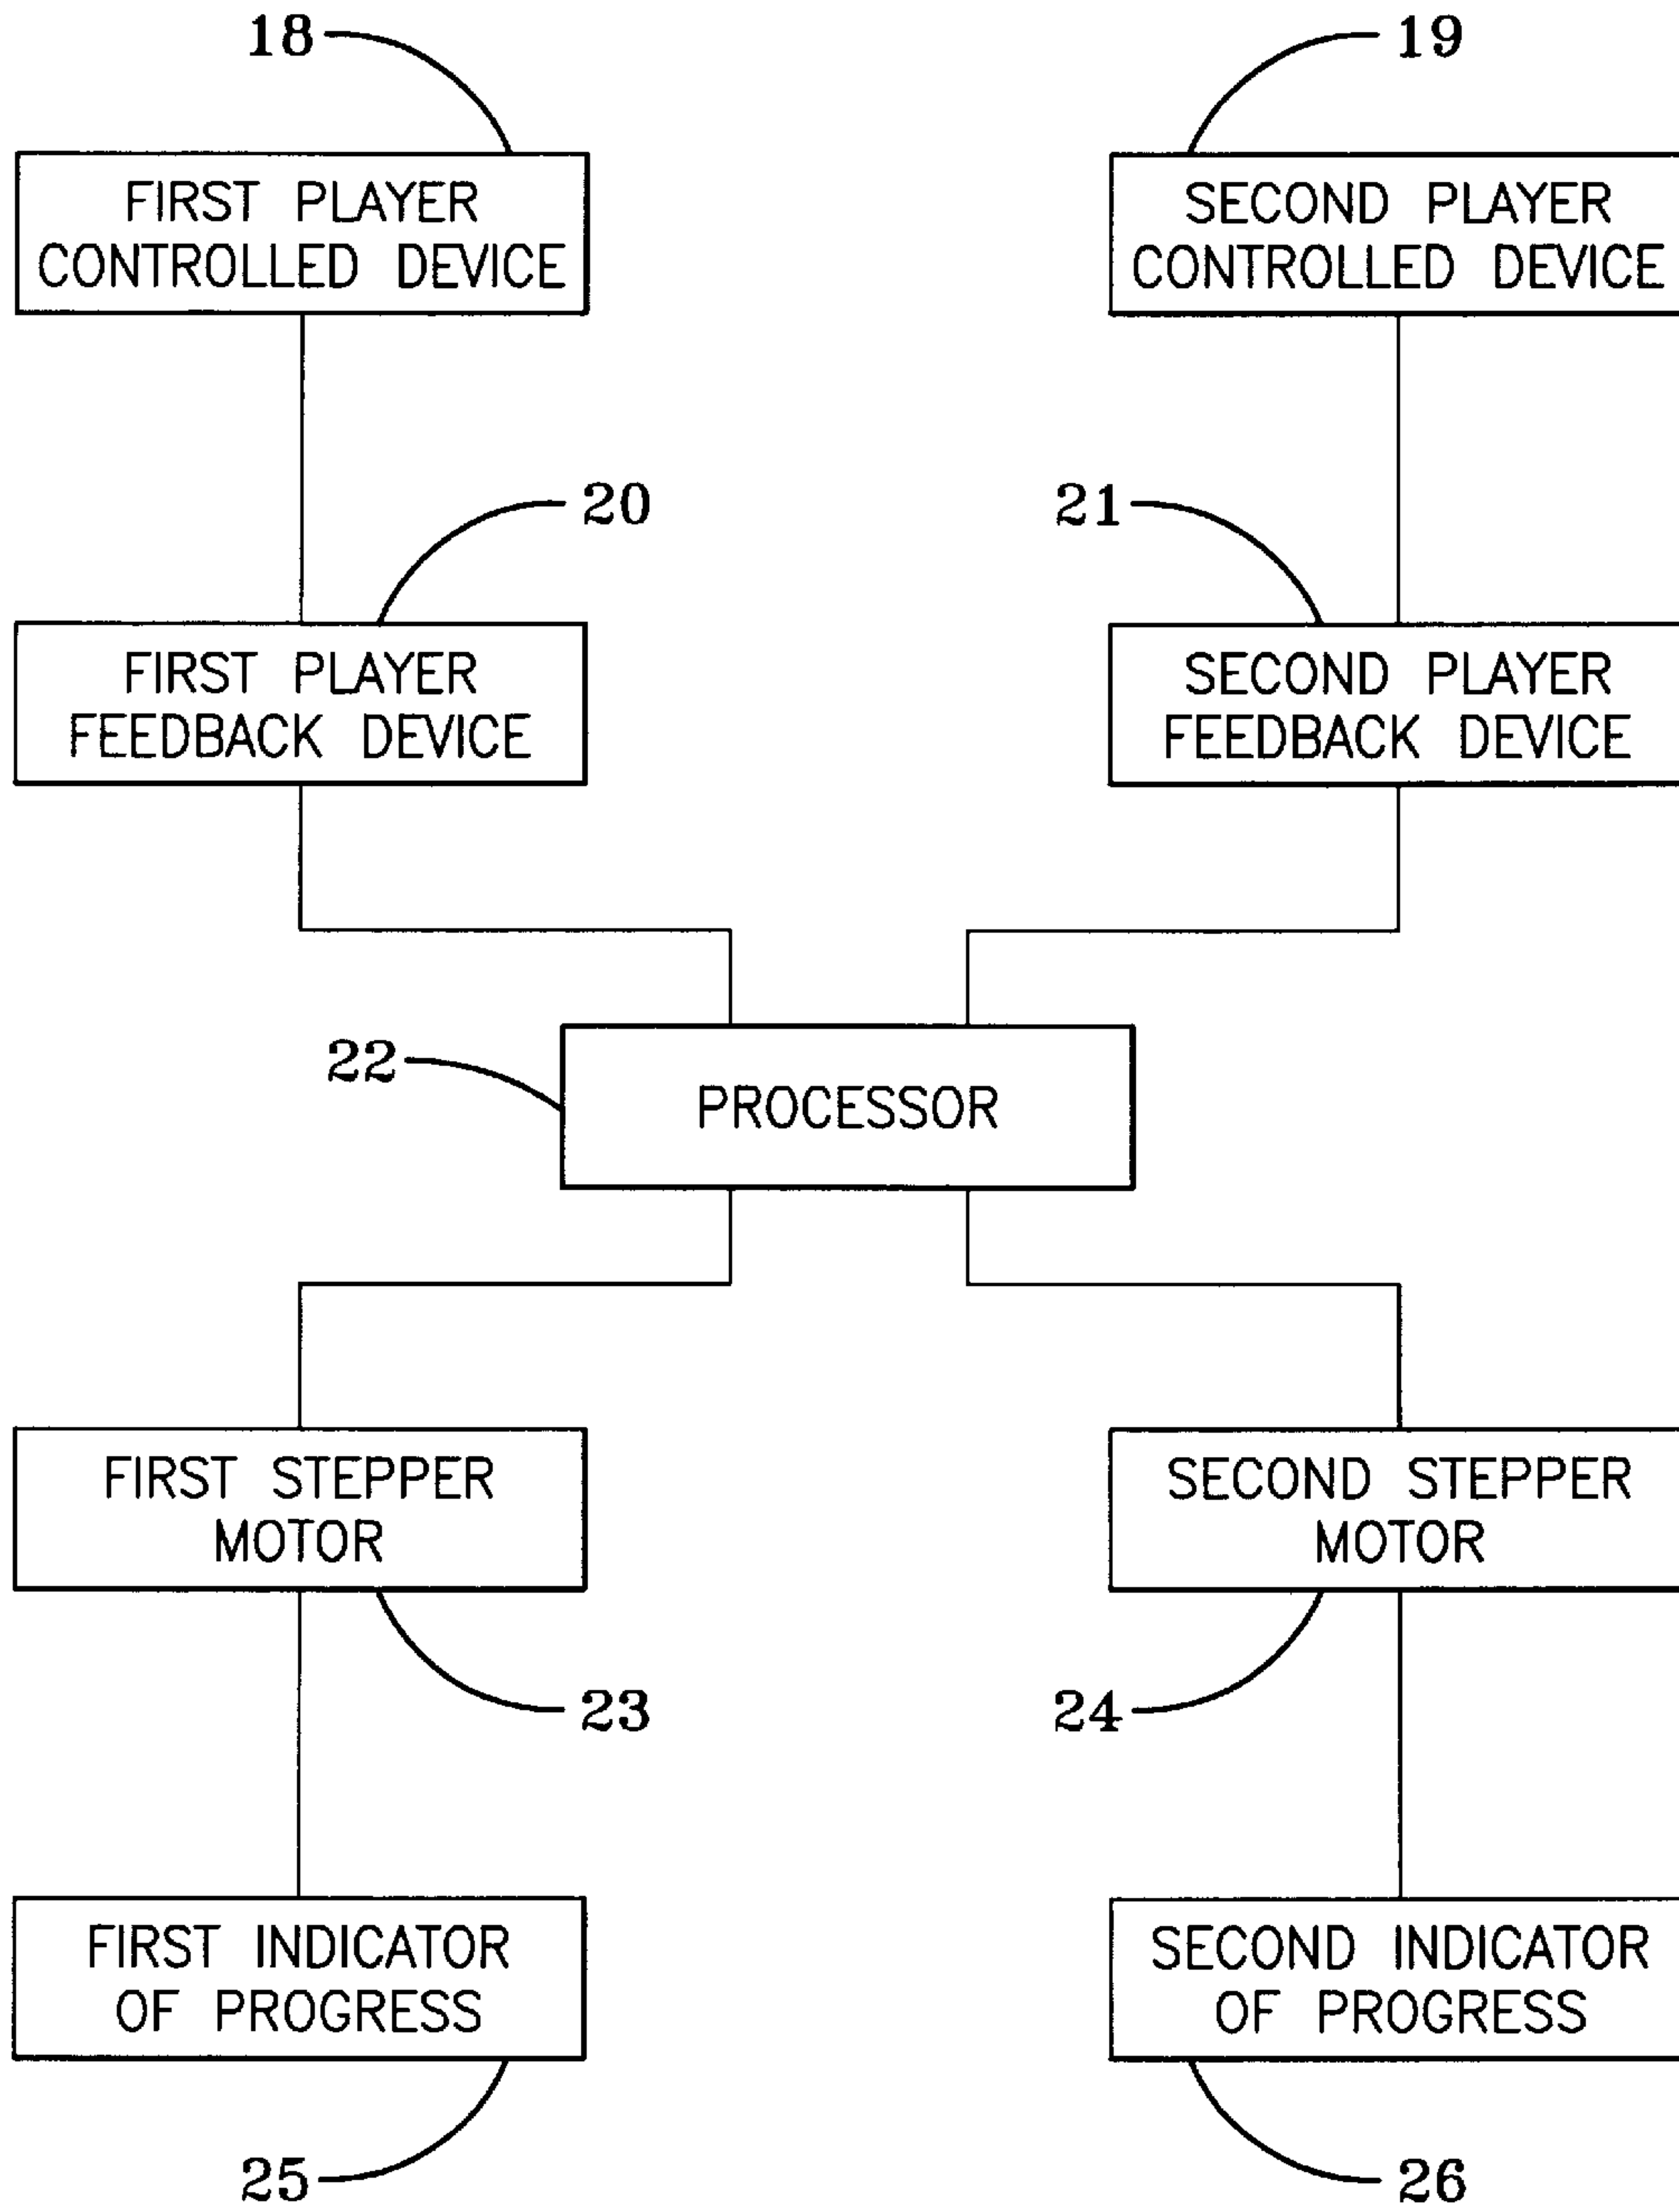 18
19
FIRST PLAYER
CONTROLLED DEVICE
SECOND PLAYER
CONTROLLED DEVICE
20
21
FIRST PLAYER
FEEDBACK DEVICE
SECOND PLAYER
FEEDBACK DEVICE
22
PROCESSOR
FIRST STEPPER
MOTOR
SECOND STEPPER
MOTOR
23
24
FIRST INDICATOR
OF PROGRESS
SECOND INDICATOR
OF PROGRESS
25
26